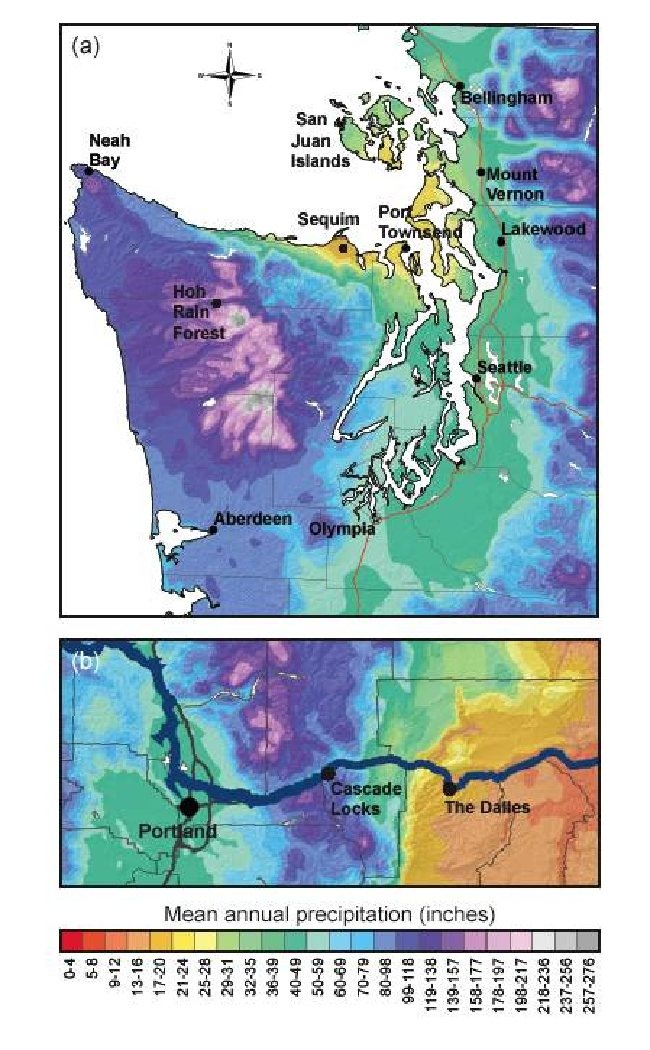 (a)
N
W
S
Bellingham
San
Juan
Islands
Neah
Bay
Mount
Vernon
Sequim
Port
Townsend
Lakewood
Hoh
Rain
Forest
Seattle
Aberdeen
Olympia
(b)
Cascade
Locks
The Dalles
Portland
Mean annual precipitation (inches)
0-4
5-8
9-12
13-16
17-20
21-24
25-28
29-31
32-35
36-39
40-49
50-59
60-69
70-79
80-98
99-118
119-138
139-157
158-177
178-197
198-217
218-236
237-256
257-276